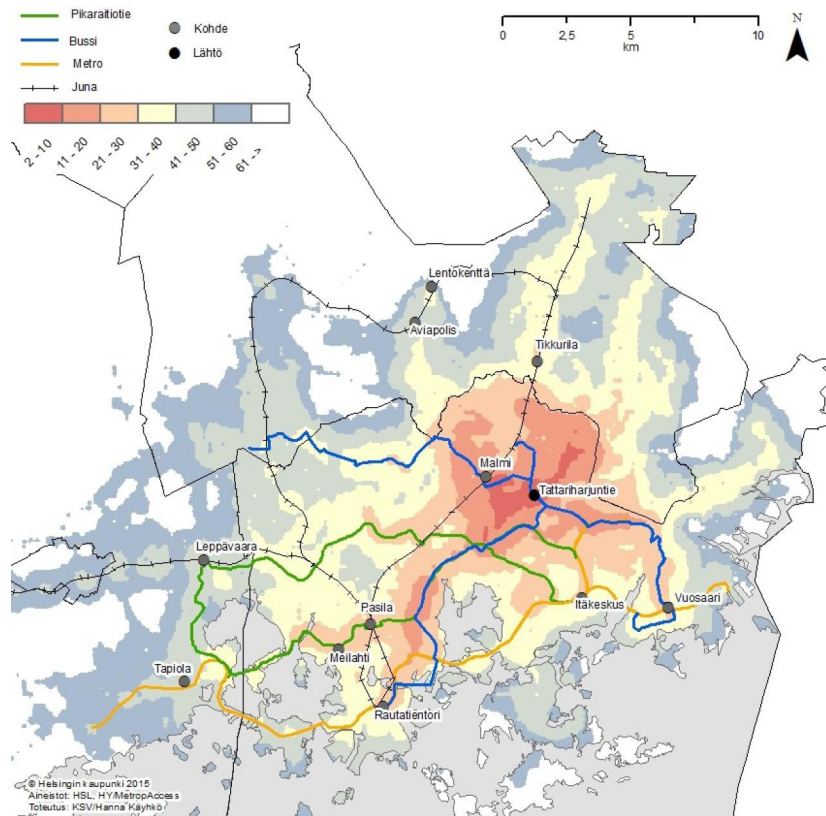 Pikaraitiotie
Bussi
Metro
Juna
Kohde
Lähtö
2 - 10
11 - 20
21 - 30
31 - 40
41 - 50
51 - 60
61 ->
0 2,5 5 10
km
N
Lentokenttä
Aviapolis
Tikkurila
Malmi
Tattariharjuntie
Leppävaara
Pasila
Itäkeskus
Vuosaari
Meilahti
Tapiola
Rautatientori
© Helsingin kaupunki 2015
Aineistot: HSL, HY/MetropAccess
Toteutus: KSV/Hanna Käyhkö